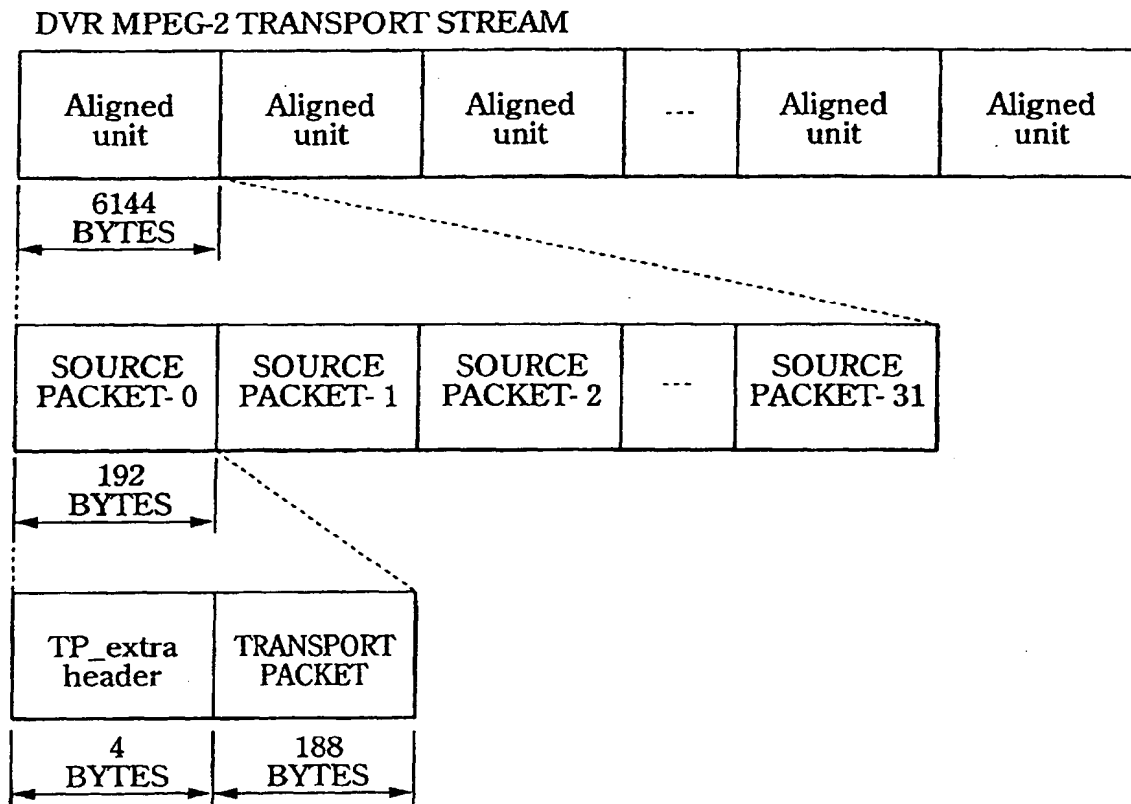 DVR MPEG-2 TRANSPORT STREAM
Aligned unit
Aligned unit
Aligned unit
---
Aligned unit
Aligned unit
6144 BYTES
SOURCE PACKET- 0
SOURCE PACKET- 1
SOURCE PACKET- 2
---
SOURCE PACKET- 31
192 BYTES
TP_extra header
TRANSPORT PACKET
4 BYTES
188 BYTES